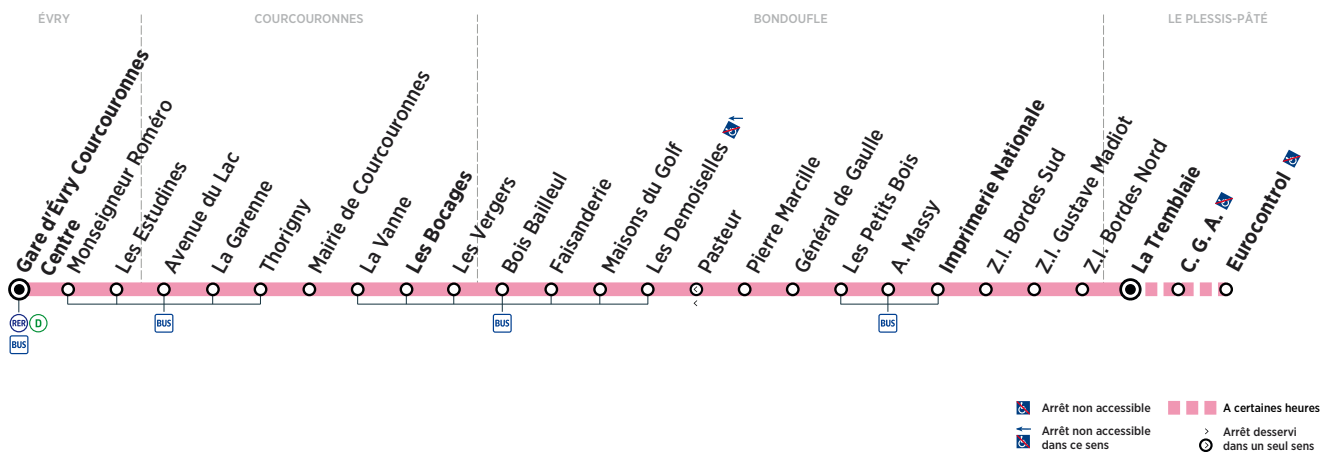 ÉVRY
COURCOURONNES
BONDOUFLE
LE PLESSIS-PÂTÉ
Gare d'Évry Courcouronnes
Centre
Monseigneur Roméro
Les Estudines
Avenue du Lac
La Garenne
Thorigny
Mairie de Courcouronnes
La Vanne
Les Bocages
Les Vergers
Bois Bailleul
Faisanderie
Maisons du Golf
Les Demoiselles
Pasteur
Pierre Marcille
Général de Gaulle
Les Petits Bois
A. Massy
Imprimerie Nationale
Z.I. Bordes Sud
Z.I. Gustave Madiot
Z.I. Bordes Nord
La Tremblaie
C. G. A.
Eurocontrol
RER D
BUS
BUS
BUS
BUS
Arrêt non accessible
Arrêt non accessible
dans ce sens
A certaines heures
Arrêt desservi
dans un seul sens